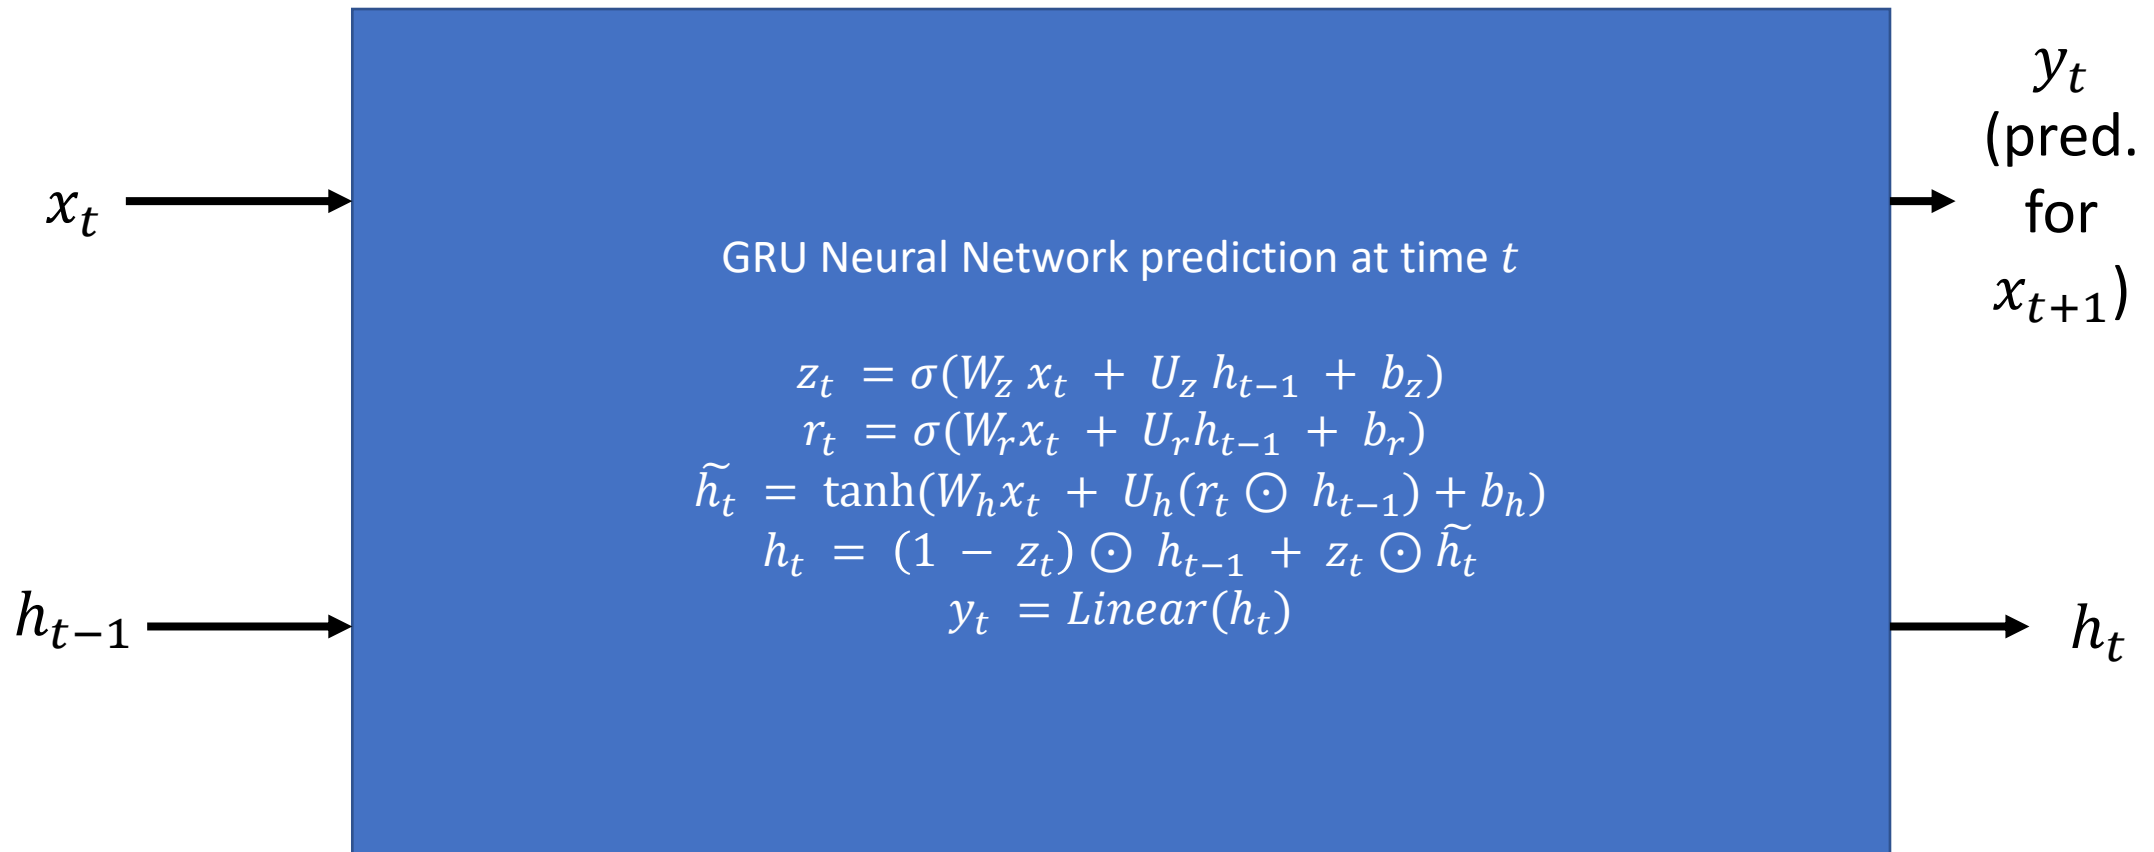 x_t
h_{t−1}
GRU Neural Network prediction at time t
z_t = σ(W_z x_t + U_z h_{t−1} + b_z)
r_t = σ(W_r x_t + U_r h_{t−1} + b_r)
h̃_t = tanh(W_h x_t + U_h(r_t ⊙ h_{t−1}) + b_h)
h_t = (1 − z_t) ⊙ h_{t−1} + z_t ⊙ h̃_t
y_t = Linear(h_t)
y_t
(pred.
for
x_{t+1})
h_t